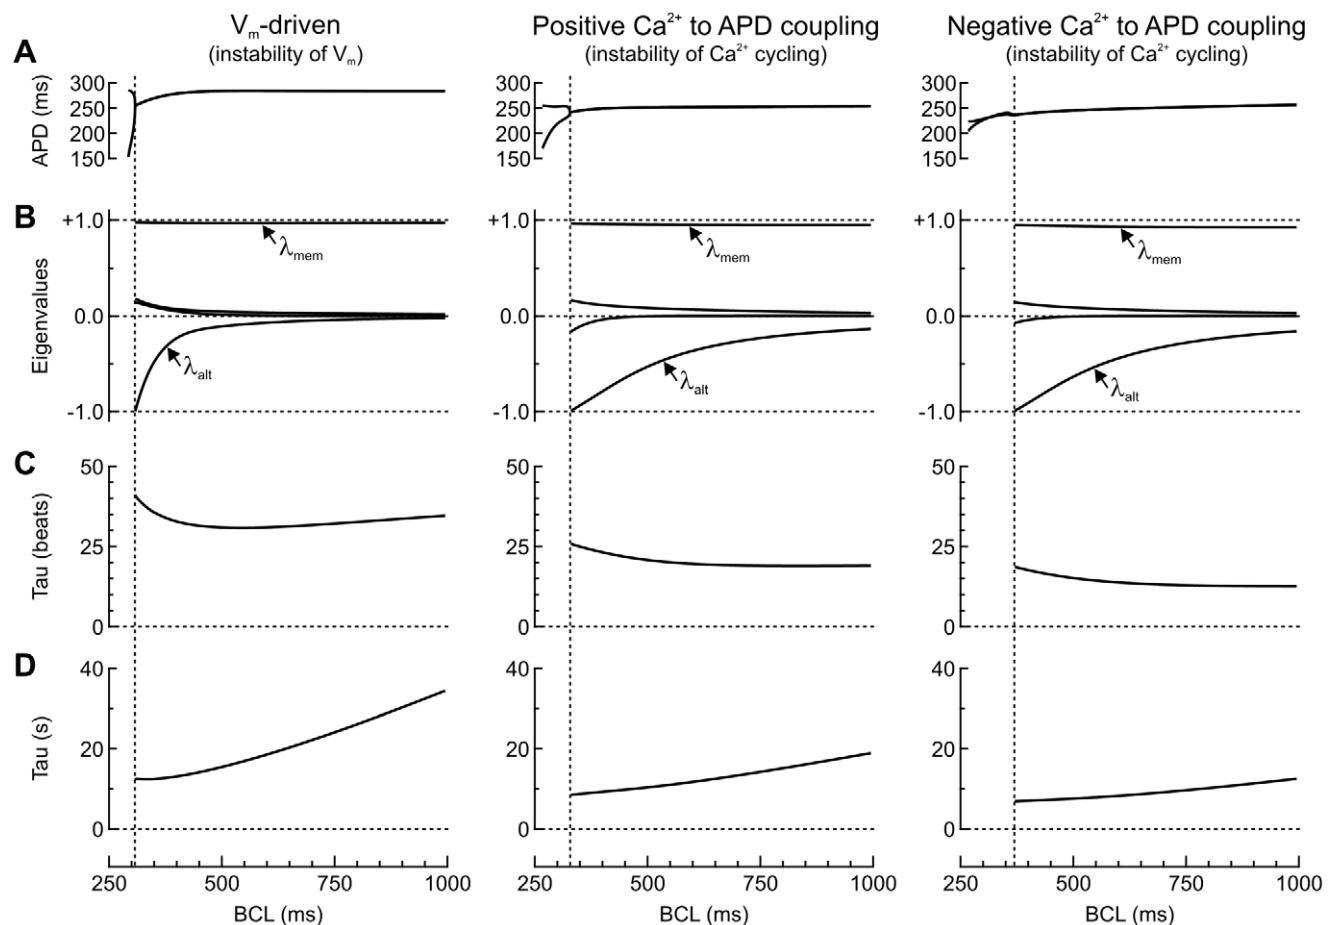 Vm-driven
(instability of Vm)
Positive Ca2+ to APD coupling
(instability of Ca2+ cycling)
Negative Ca2+ to APD coupling
(instability of Ca2+ cycling)
A
APD (ms)
300
250
200
150
300
250
200
150
300
250
200
150
B
Eigenvalues
+1.0
0.0
-1.0
λmem
λalt
+1.0
0.0
-1.0
λmem
λalt
+1.0
0.0
-1.0
λmem
λalt
C
Tau (beats)
50
25
0
50
25
0
50
25
0
D
Tau (s)
40
20
0
40
20
0
40
20
0
250 500 750 1000
BCL (ms)
250 500 750 1000
BCL (ms)
250 500 750 1000
BCL (ms)